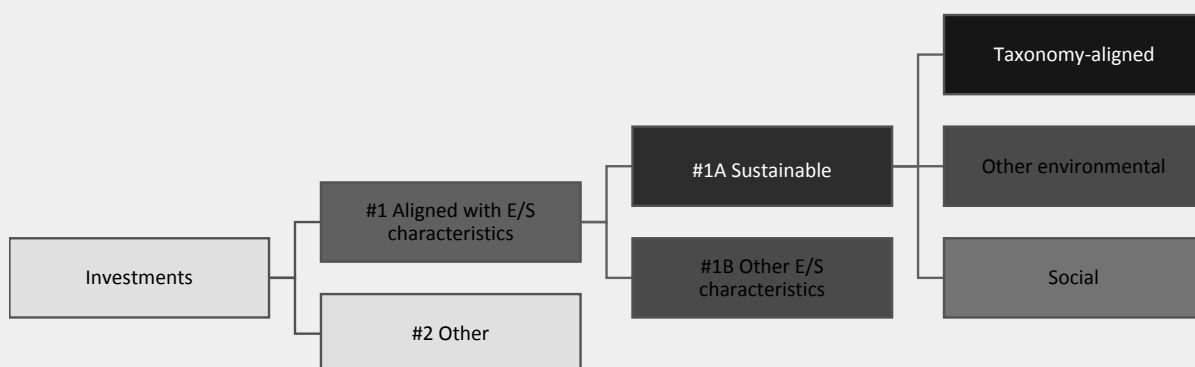 Investments
#1 Aligned with E/S
characteristics
#2 Other
#1A Sustainable
#1B Other E/S
characteristics
Taxonomy-aligned
Other environmental
Social